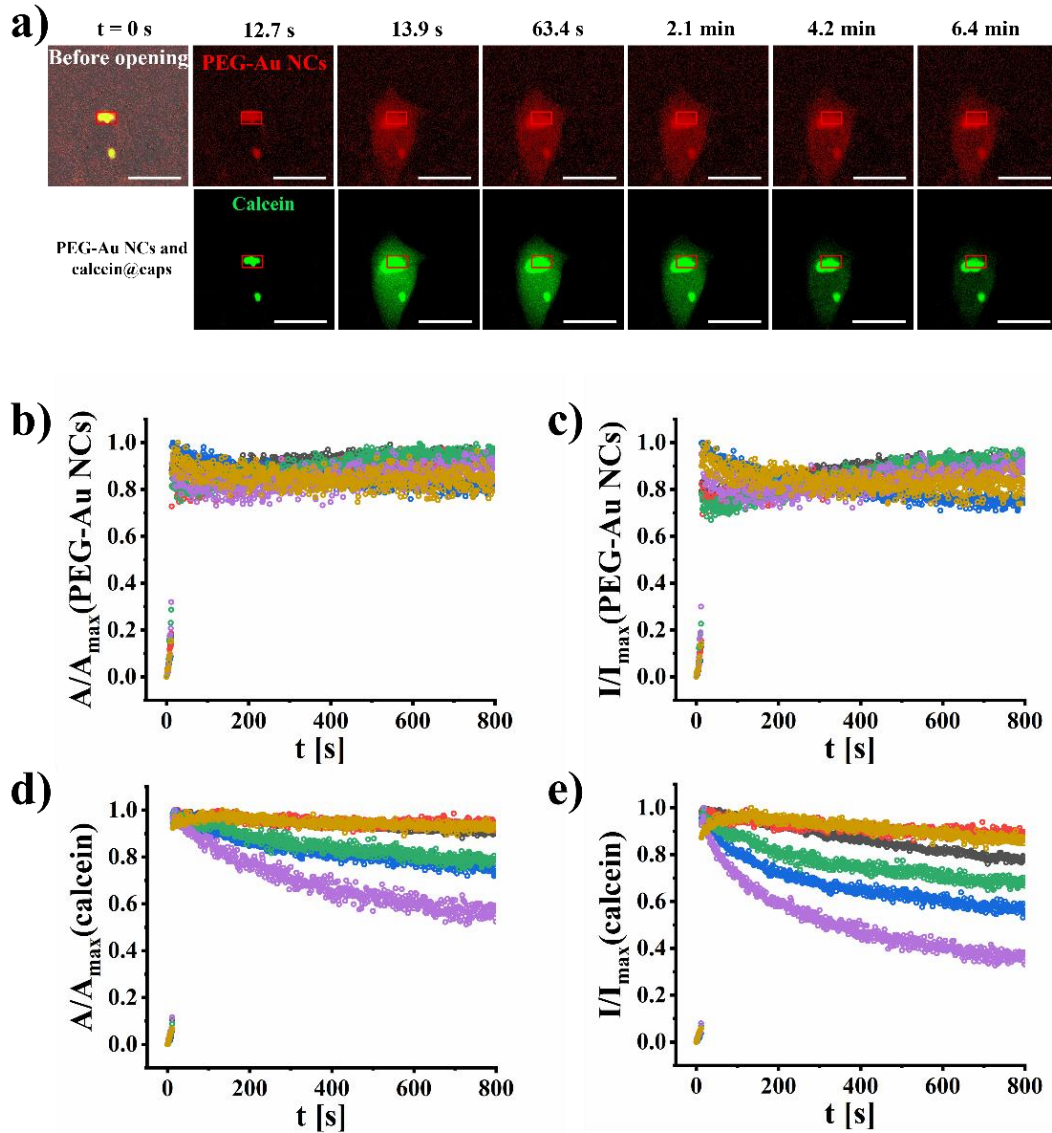 a)
t = 0 s 12.7 s 13.9 s 63.4 s 2.1 min 4.2 min 6.4 min
Before opening
PEG-Au NCs
Calcein
PEG-Au NCs and
calcein@caps
b)
A/Amax(PEG-Au NCs)
1.0
0.8
0.6
0.4
0.2
0.0
0 200 400 600 800
t [s]
c)
I/Imax(PEG-Au NCs)
1.0
0.8
0.6
0.4
0.2
0.0
0 200 400 600 800
t [s]
d)
A/Amax(calcein)
1.0
0.8
0.6
0.4
0.2
0.0
0 200 400 600 800
t [s]
e)
I/Imax(calcein)
1.0
0.8
0.6
0.4
0.2
0.0
0 200 400 600 800
t [s]